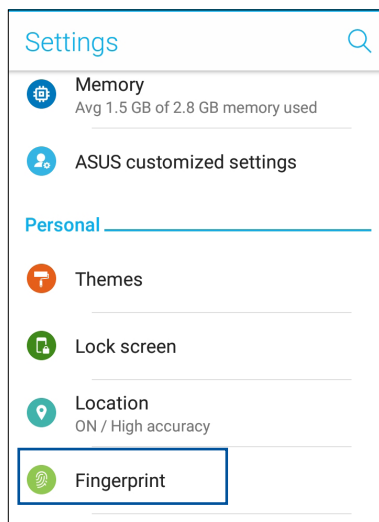 Settings
Memory
Avg 1.5 GB of 2.8 GB memory used
ASUS customized settings
Personal
Themes
Lock screen
Location
ON / High accuracy
Fingerprint